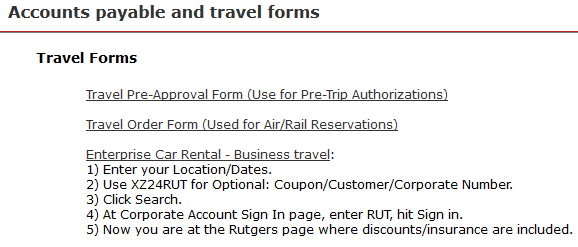 Accounts payable and travel forms
Travel Forms
Travel Pre-Approval Form (Use for Pre-Trip Authorizations)
Travel Order Form (Used for Air/Rail Reservations)
Enterprise Car Rental - Business travel:
1) Enter your Location/Dates.
2) Use XZ24RUT for Optional: Coupon/Customer/Corporate Number.
3) Click Search.
4) At Corporate Account Sign In page, enter RUT, hit Sign in.
5) Now you are at the Rutgers page where discounts/insurance are included.